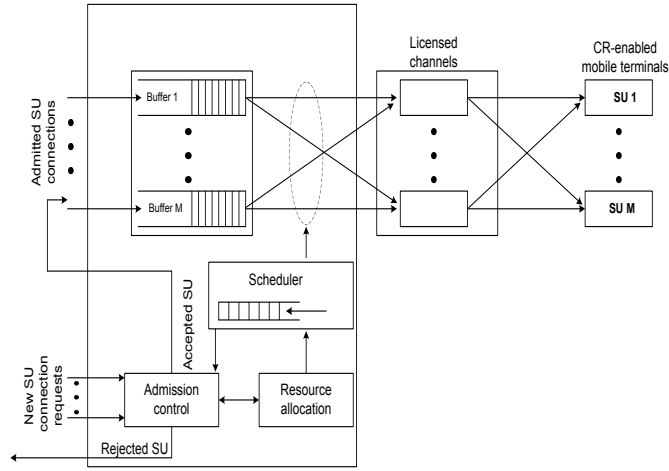 Licensed
channels
CR-enabled
mobile terminals
Admitted SU
connections
Buffer 1
SU 1
Buffer M
SU M
Scheduler
Accepted SU
New SU
connection
requests
Admission
control
Resource
allocation
Rejected SU